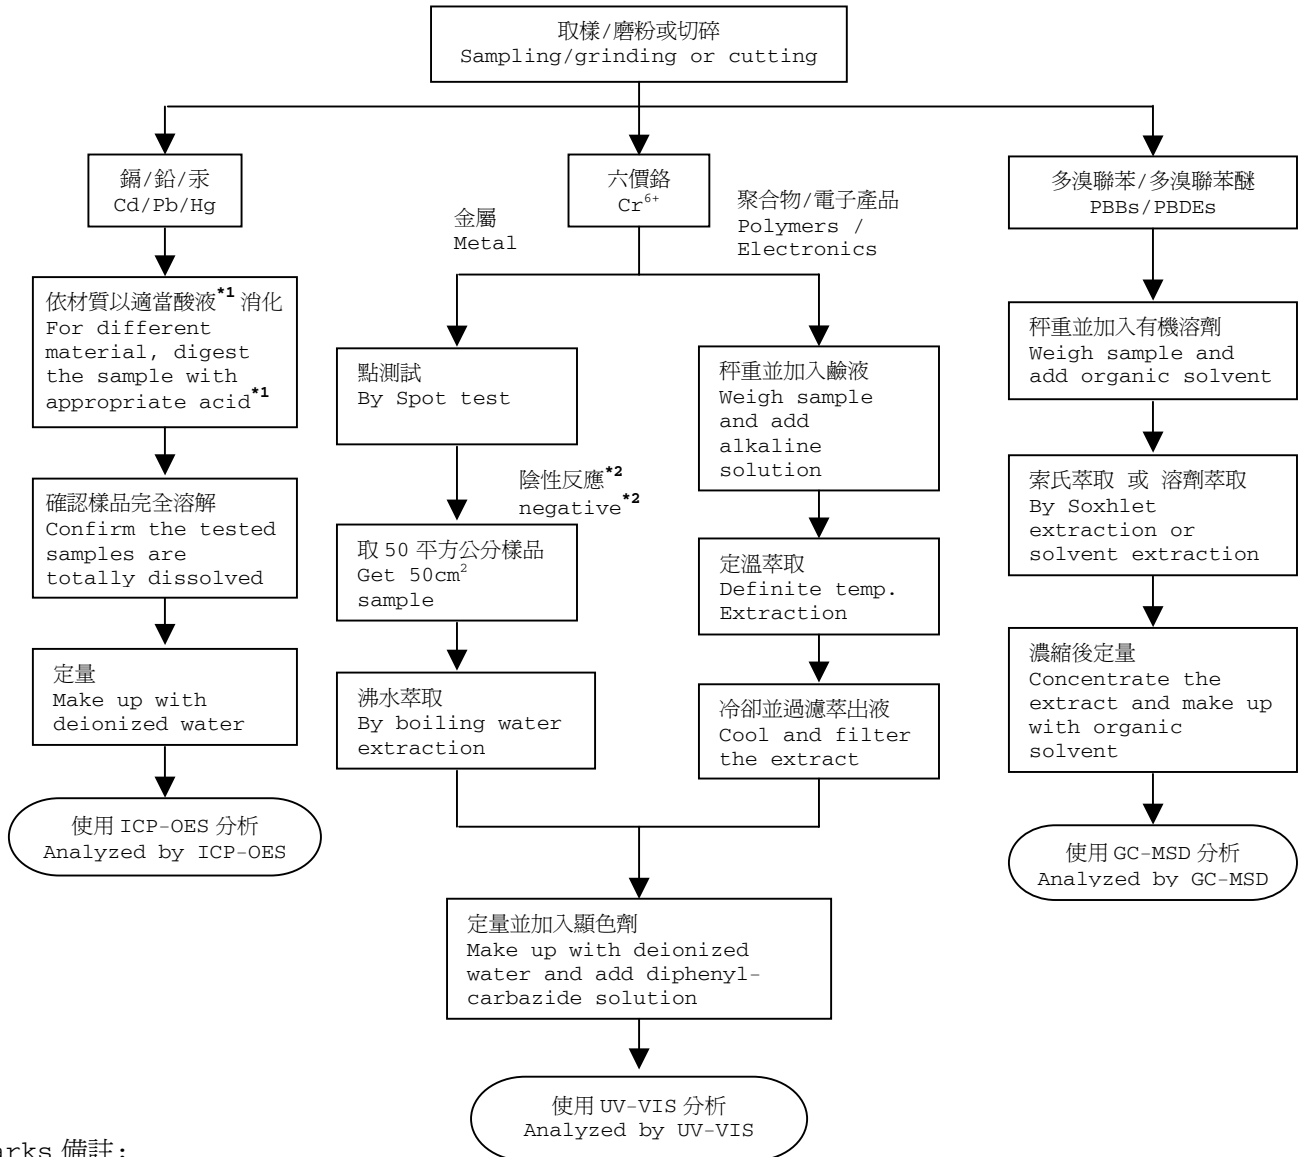 取樣/磨粉或切碎
Sampling/grinding or cutting
鎘/鉛/汞
Cd/Pb/Hg
依材質以適當酸液*1 消化
For different
material, digest
the sample with
appropriate acid*1
確認樣品完全溶解
Confirm the tested
samples are
totally dissolved
定量
Make up with
deionized water
使用 ICP-OES 分析
Analyzed by ICP-OES
六價鉻
Cr6+
金屬
Metal
點測試
By Spot test
陰性反應*2
negative*2
取 50 平方公分樣品
Get 50cm2
sample
沸水萃取
By boiling water
extraction
聚合物/電子產品
Polymers /
Electronics
秤重並加入鹼液
Weigh sample
and add
alkaline
solution
定溫萃取
Definite temp.
Extraction
冷卻並過濾萃出液
Cool and filter
the extract
定量並加入顯色劑
Make up with deionized
water and add diphenyl-
carbazide solution
使用 UV-VIS 分析
Analyzed by UV-VIS
多溴聯苯/多溴聯苯醚
PBBs/PBDEs
秤重並加入有機溶劑
Weigh sample and
add organic solvent
索氏萃取 或 溶劑萃取
By Soxhlet
extraction or
solvent extraction
濃縮後定量
Concentrate the
extract and make up
with organic
solvent
使用 GC-MSD 分析
Analyzed by GC-MSD
arks 備註: